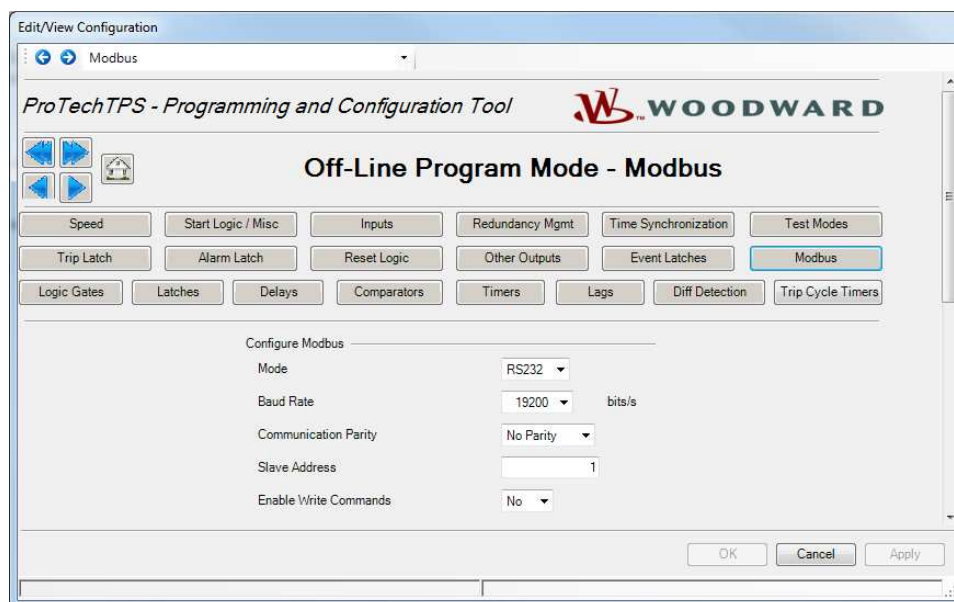 Edit/View Configuration
Modbus
ProTechTPS - Programming and Configuration Tool
WOODWARD
Off-Line Program Mode - Modbus
Speed Start Logic / Misc Inputs Redundancy Mgmt Time Synchronization Test Modes
Trip Latch Alarm Latch Reset Logic Other Outputs Event Latches Modbus
Logic Gates Latches Delays Comparators Timers Lags Diff Detection Trip Cycle Timers
Configure Modbus
Mode RS232
Baud Rate 19200 bits/s
Communication Parity No Parity
Slave Address 1
Enable Write Commands No
OK Cancel Apply